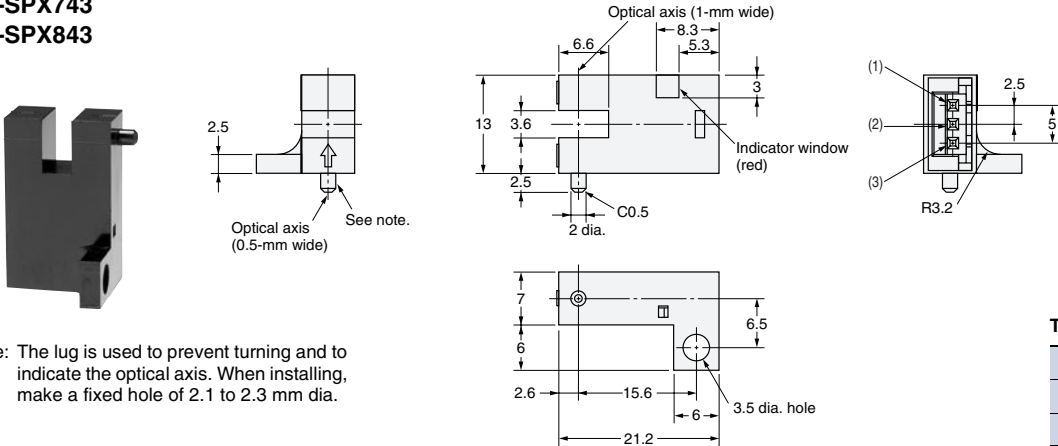 -SPX743
-SPX843
Optical axis (1-mm wide)
8.3
6.6
5.3
3
13
3.6
2.5
C0.5
2 dia.
Indicator window
(red)
2.5
Optical axis
(0.5-mm wide)
See note.
(1)
(2)
(3)
2.5
5
R3.2
7
6
6.5
2.6
15.6
6
21.2
3.5 dia. hole
e: The lug is used to prevent turning and to
indicate the optical axis. When installing,
make a fixed hole of 2.1 to 2.3 mm dia.
T